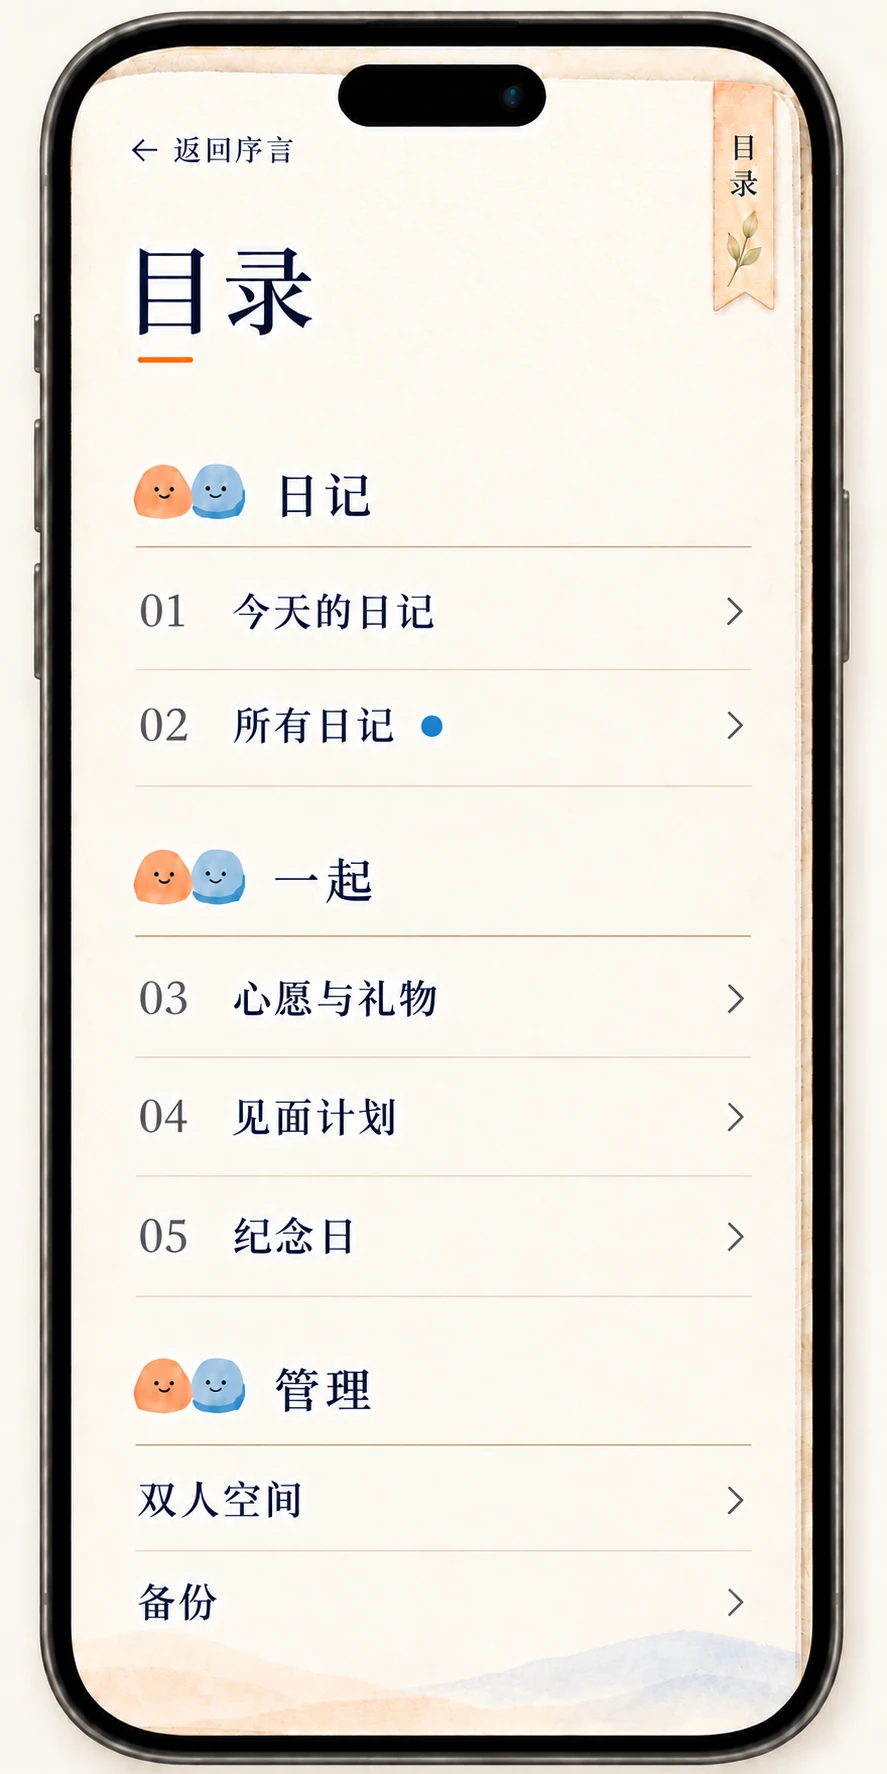 ← 返回序言
目录
目录
日记
01 今天的日记
02 所有日记
一起
03 心愿与礼物
04 见面计划
05 纪念日
管理
双人空间
备份